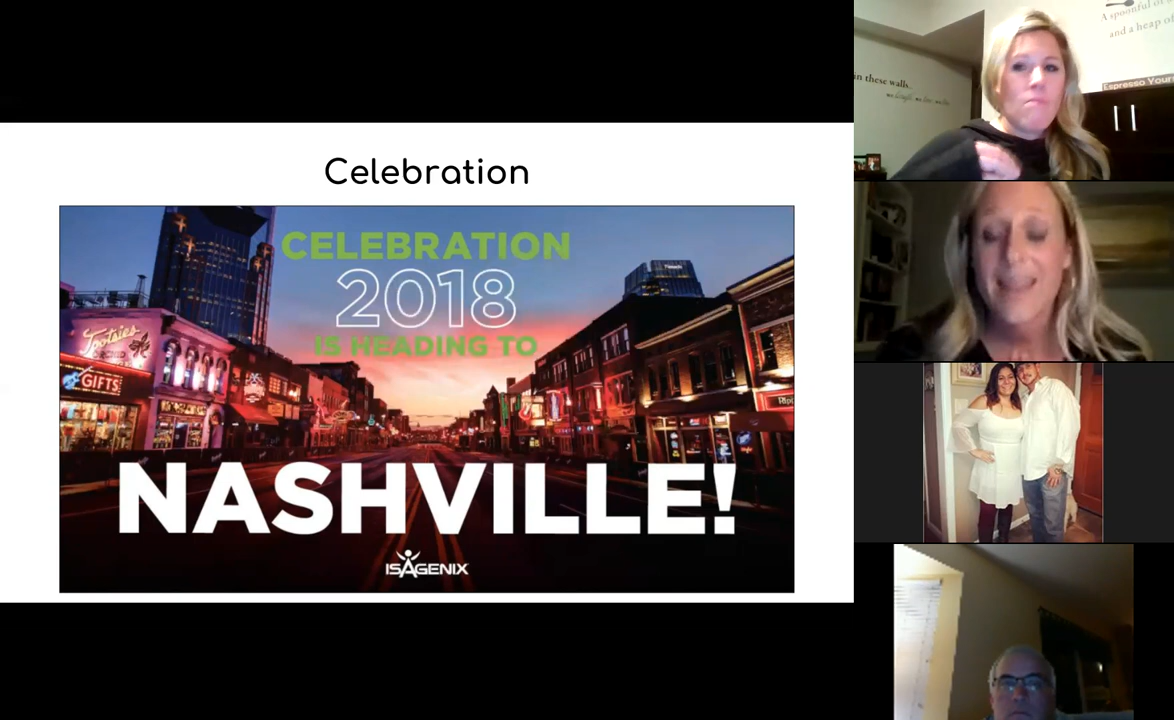 Celebration
CELEBRATION
2018
IS HEADING TO
NASHVILLE!
ISAGENIX
Tootsies
GIFTS
A spoonful of
and a heap of
in these walls..
Espresso Your